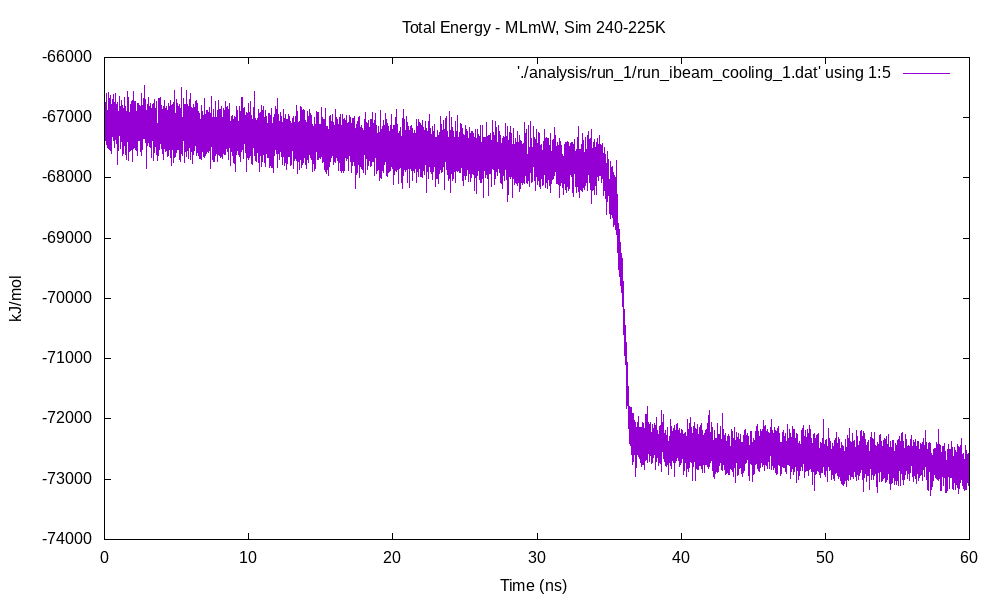 Total Energy - MLmW, Sim 240-225K
'./analysis/run_1/run_ibeam_cooling_1.dat' using 1:5
-66000
-67000
-68000
-69000
-70000
-71000
-72000
-73000
-74000
kJ/mol
0 10 20 30 40 50 60
Time (ns)